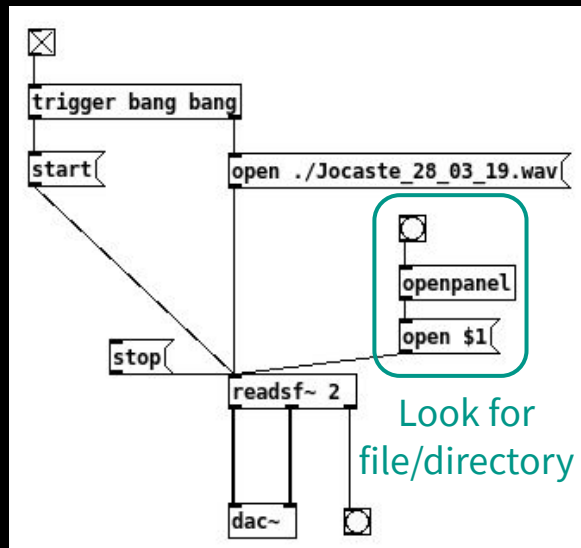 trigger bang bang
start
open ./Jocaste_28_03_19.wav
openpanel
open $1
stop
readsf~ 2
Look for
file/directory
dac~